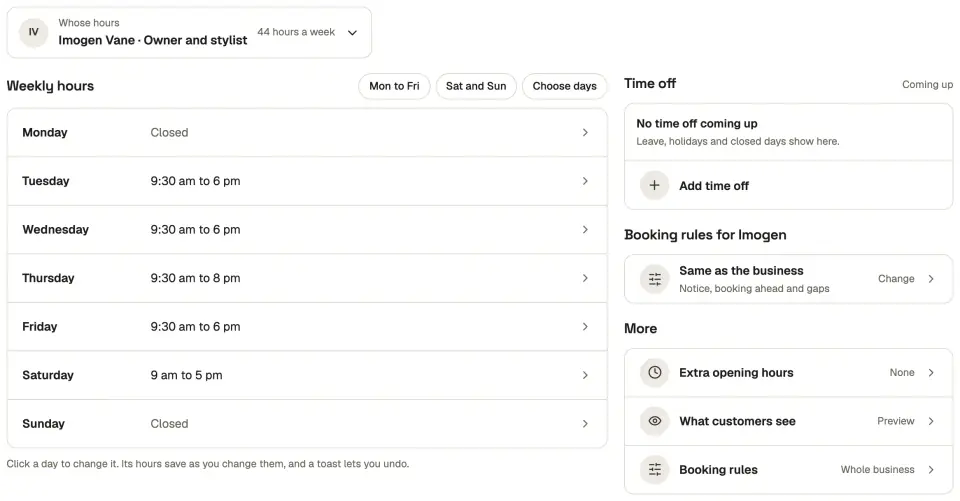 IV
Whose hours
Imogen Vane · Owner and stylist
44 hours a week
Weekly hours
Mon to Fri
Sat and Sun
Choose days
Monday
Closed
Tuesday
9:30 am to 6 pm
Wednesday
9:30 am to 6 pm
Thursday
9:30 am to 8 pm
Friday
9:30 am to 6 pm
Saturday
9 am to 5 pm
Sunday
Closed
Click a day to change it. Its hours save as you change them, and a toast lets you undo.
Time off
Coming up
No time off coming up
Leave, holidays and closed days show here.
Add time off
Booking rules for Imogen
Same as the business
Notice, booking ahead and gaps
Change
More
Extra opening hours
None
What customers see
Preview
Booking rules
Whole business